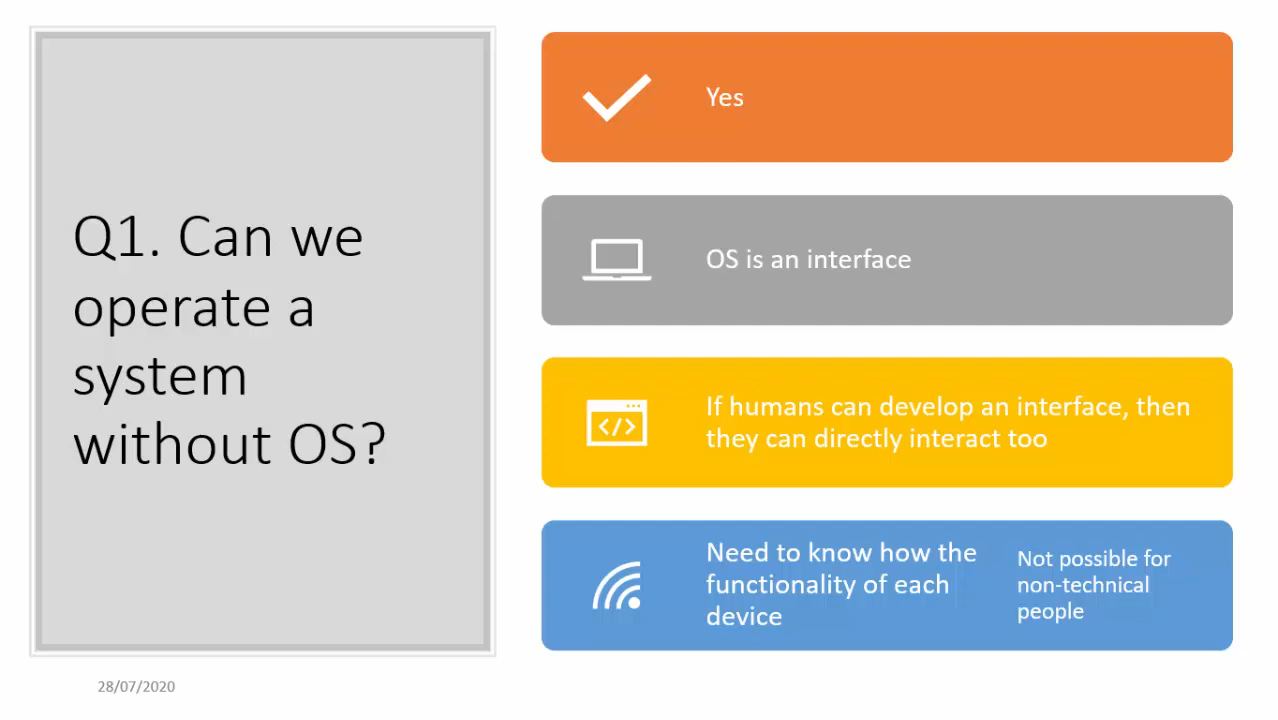 Q1. Can we
operate a
system
without OS?
Yes
OS is an interface
</>
If humans can develop an interface, then
they can directly interact too
Need to know how the
functionality of each
device
Not possible for
non-technical
people
28/07/2020